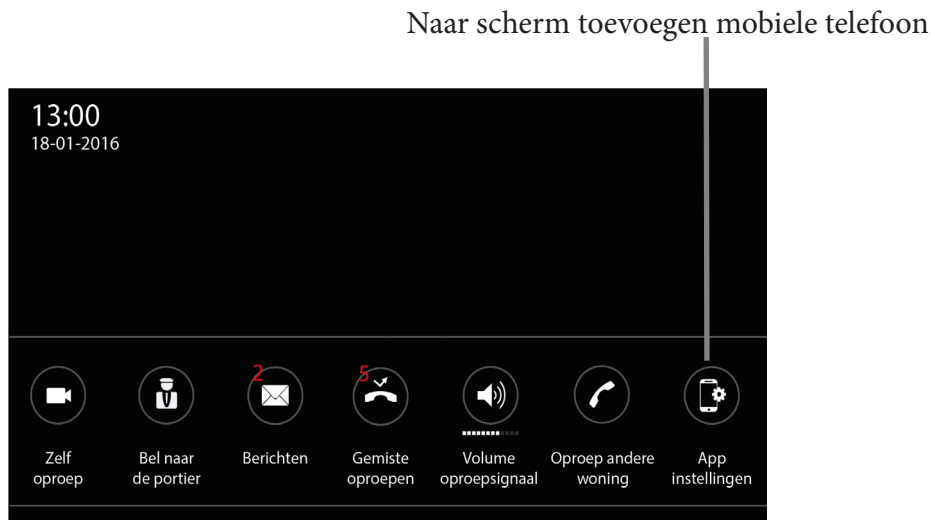 Naar scherm toevoegen mobiele telefoon
13:00
18-01-2016
2
5
Zelf
oproep
Bel naar
de portier
Berichten
Gemiste
oproepen
Volume
oproepsignaal
Oproep andere
woning
App
instellingen